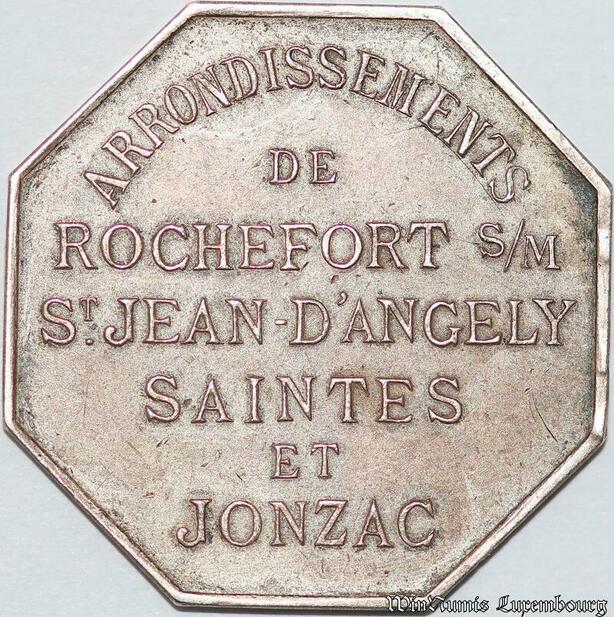 ARRONDISSEMENTS
DE
ROCHEFORT S/M
ST. JEAN-D'ANGELY
SAINTES
ET
JONZAC
WinNumis Luxembourg